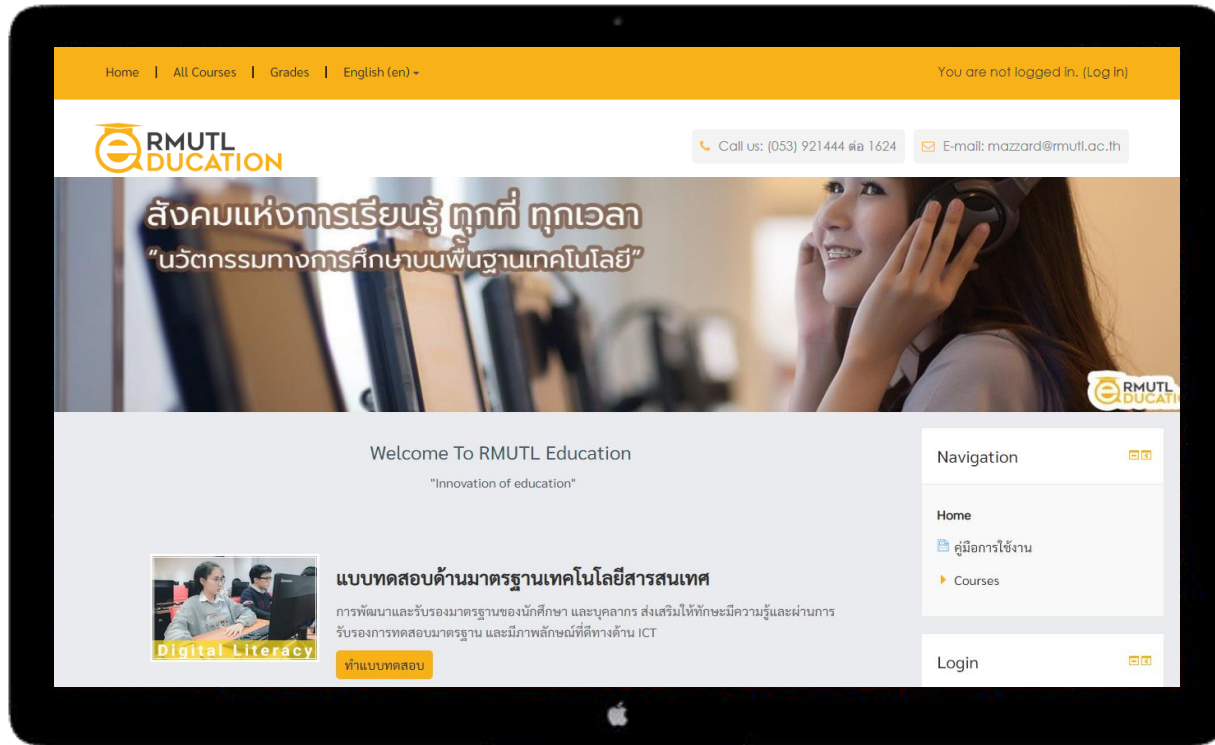 Home | All Courses | Grades | English (en)
You are not logged in. (Log in)
RMUTL
eDUCATION
Call us: (053) 921444 ต่อ 1624
E-mail: mazzard@rmutl.ac.th
สังคมแห่งการเรียนรู้ ทุกที่ ทุกเวลา
"นวัตกรรมทางการศึกษาบนพื้นฐานเทคโนโลยี"
RMUTL
eDUCATI
Welcome To RMUTL Education
"Innovation of education"
Navigation
Home
คู่มือการใช้งาน
Courses
Digital Literacy
แบบทดสอบด้านมาตรฐานเทคโนโลยีสารสนเทศ
การพัฒนาและรับรองมาตรฐานของนักศึกษา และบุคลากร ส่งเสริมให้ทักษะมีความรู้และผ่านการ
รับรองการทดสอบมาตรฐาน และมีภาพลักษณ์ที่ดีทางด้าน ICT
ทำแบบทดสอบ
Login